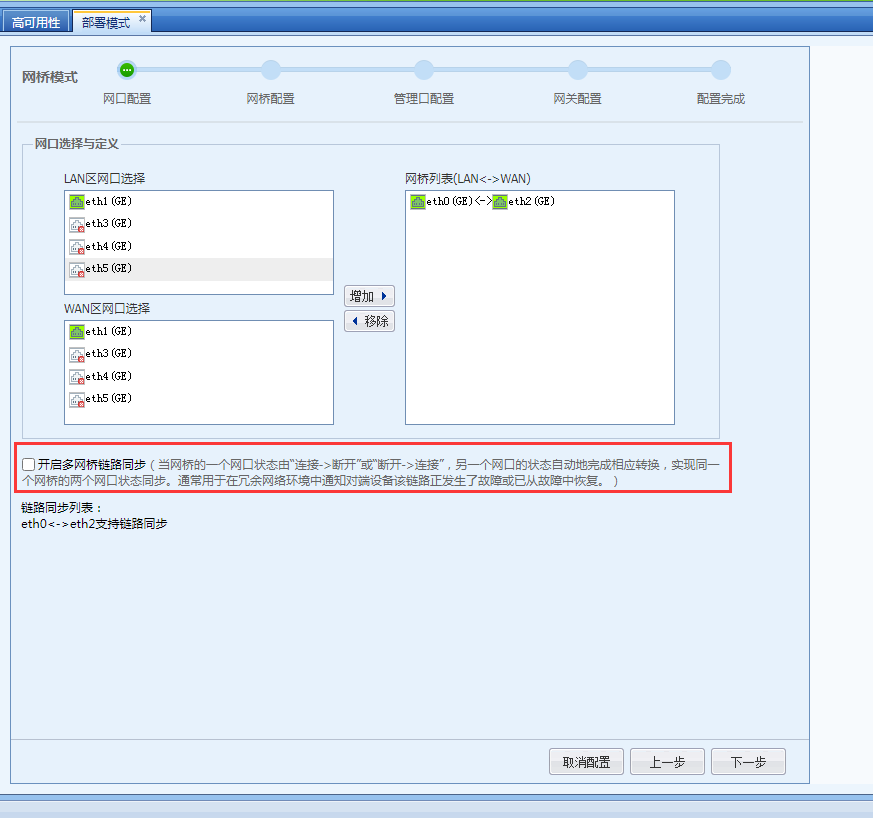 高可用性 部署模式
网桥模式
网口配置 网桥配置 管理口配置 网关配置 配置完成
网口选择与定义
LAN区网口选择
eth1(GE)
eth3(GE)
eth4(GE)
eth5(GE)
WAN区网口选择
eth1(GE)
eth3(GE)
eth4(GE)
eth5(GE)
增加
移除
网桥列表(LAN<->WAN)
eth0(GE)<->eth2(GE)
开启多网桥链路同步（当网桥的一个网口状态由“连接->断开”或“断开->连接”，另一个网口的状态自动地完成相应转换，实现同一
个网桥的两个网口状态同步。通常用于在冗余网络环境中通知对端设备该链路正发生了故障或已从故障中恢复。）
链路同步列表：
eth0<->eth2支持链路同步
取消配置 上一步 下一步